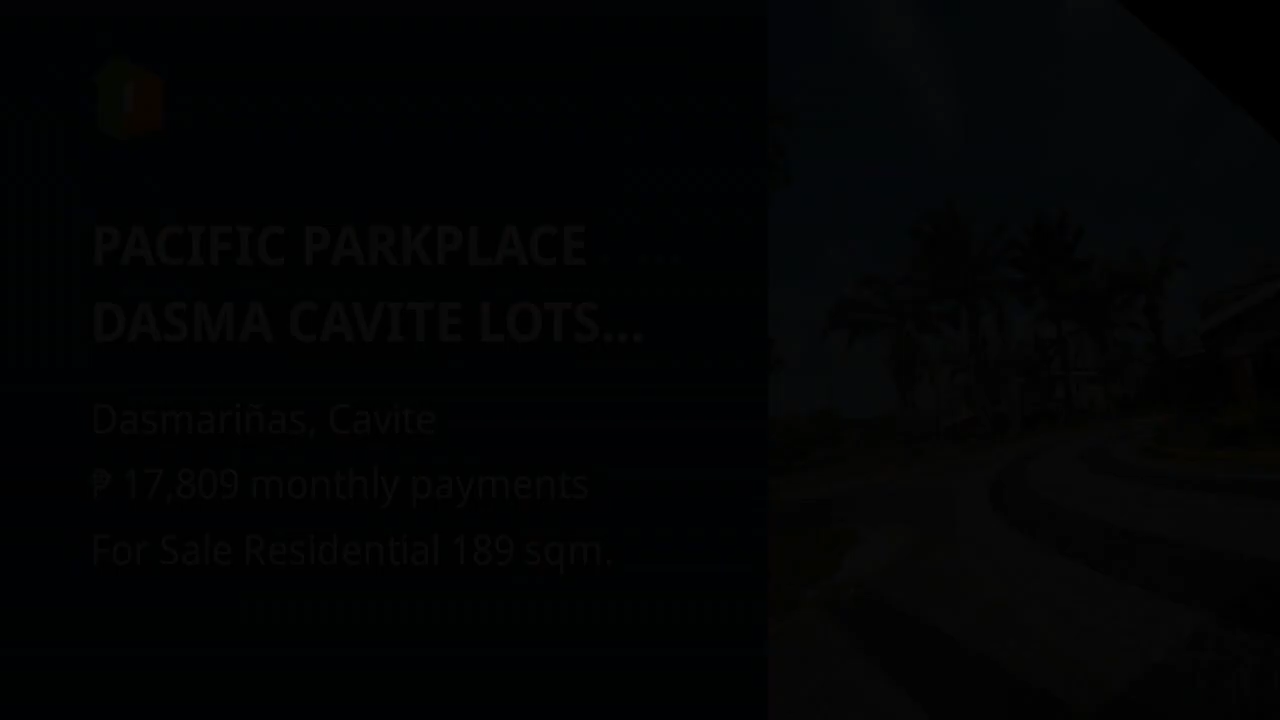 PACIFIC PARKPLACE
DASMA CAVITE LOTS...
Dasmariñas, Cavite
₱ 17,809 monthly payments
For Sale Residential 189 sqm.